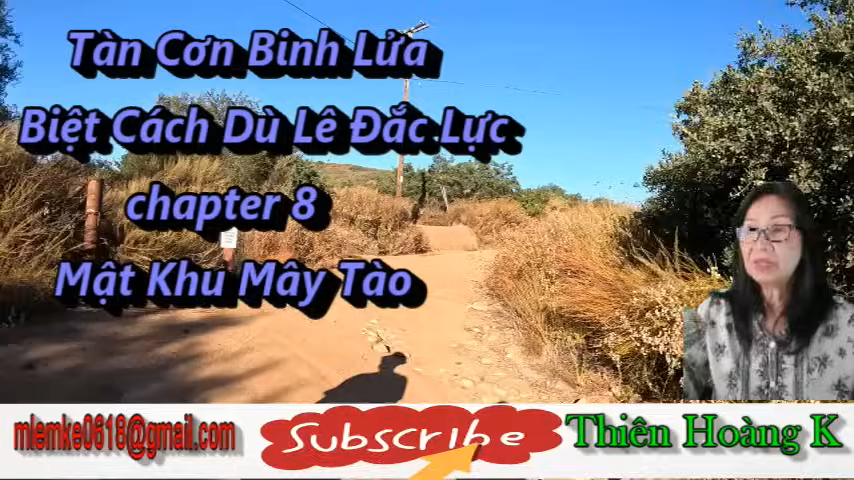 Tàn Cơn Binh Lửa
Biệt Cách Dù Lê Đắc Lực
chapter 8
Mật Khu Mây Tào
mlemke0618@gmail.com
Subscribe
Thiên Hoàng K